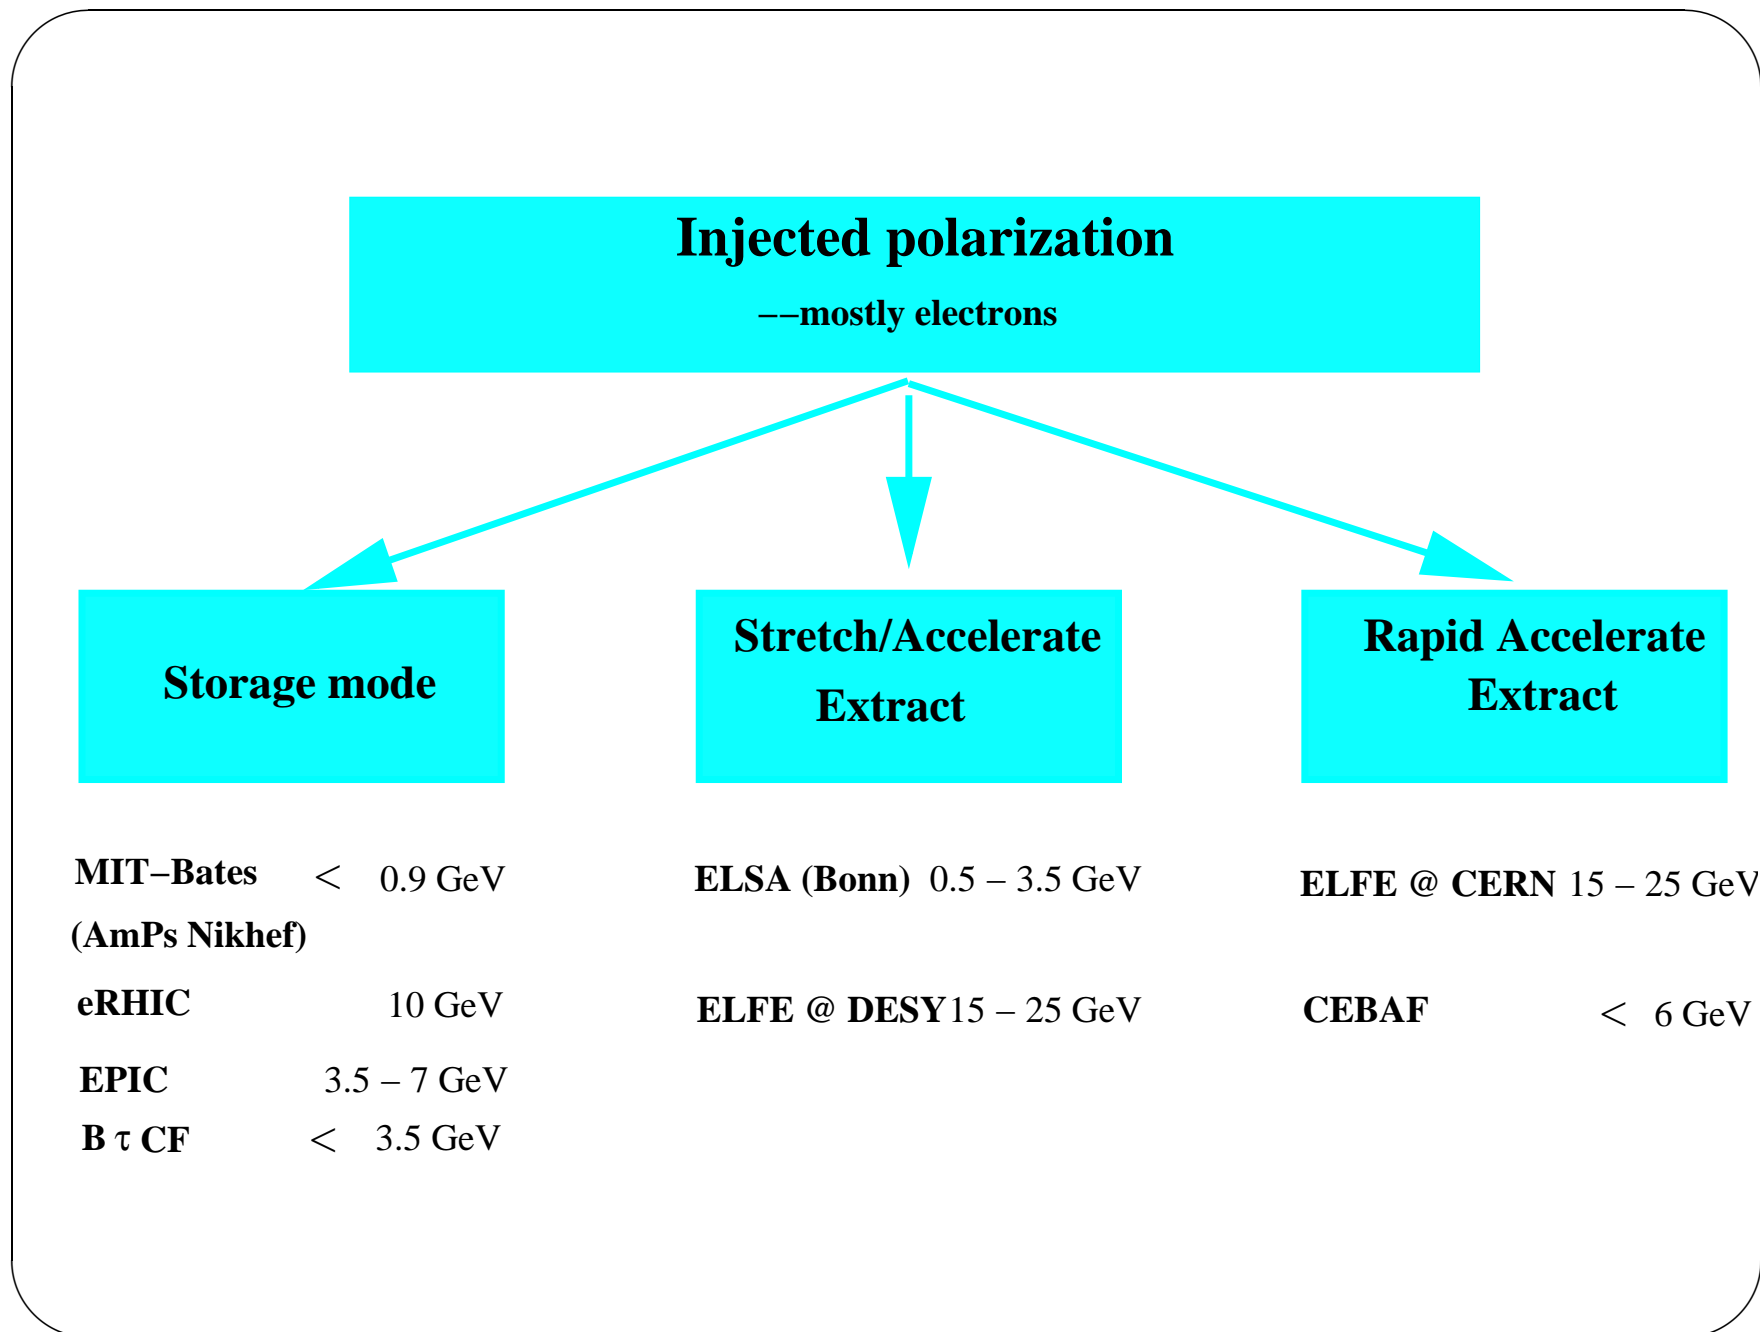 Injected polarization
−−mostly electrons
Storage mode
Stretch/Accelerate
Extract
Rapid Accelerate
Extract
MIT−Bates < 0.9 GeV
(AmPs Nikhef)
eRHIC 10 GeV
EPIC 3.5 − 7 GeV
B τ CF < 3.5 GeV
ELSA (Bonn) 0.5 − 3.5 GeV
ELFE @ DESY 15 − 25 GeV
ELFE @ CERN 15 − 25 GeV
CEBAF < 6 GeV